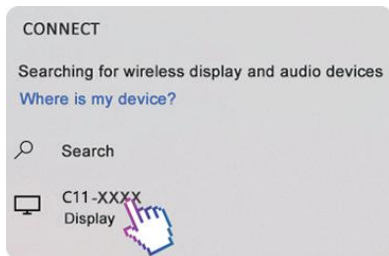 CONNECT
Searching for wireless display and audio devices
Where is my device?
Search
C11-XXXX
Display